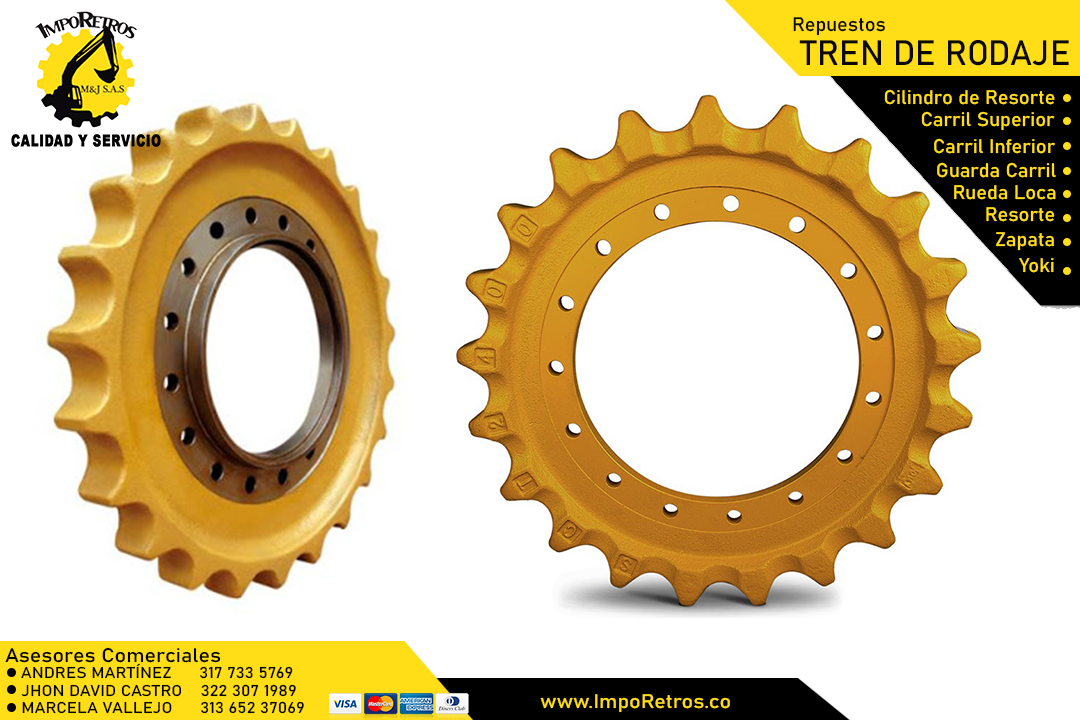 IMPORETROS
M&J S.A.S
CALIDAD Y SERVICIO
Repuestos
TREN DE RODAJE
Cilindro de Resorte
Carril Superior
Carril Inferior
Guarda Carril
Rueda Loca
Resorte
Zapata
Yoki
O
O
4
2
T
C
S
Asesores Comerciales
ANDRES MARTÍNEZ 317 733 5769
JHON DAVID CASTRO 322 307 1989
MARCELA VALLEJO 313 652 37069
VISA
MasterCard
AMERICAN EXPRESS
Diners Club
www.ImpoRetros.co